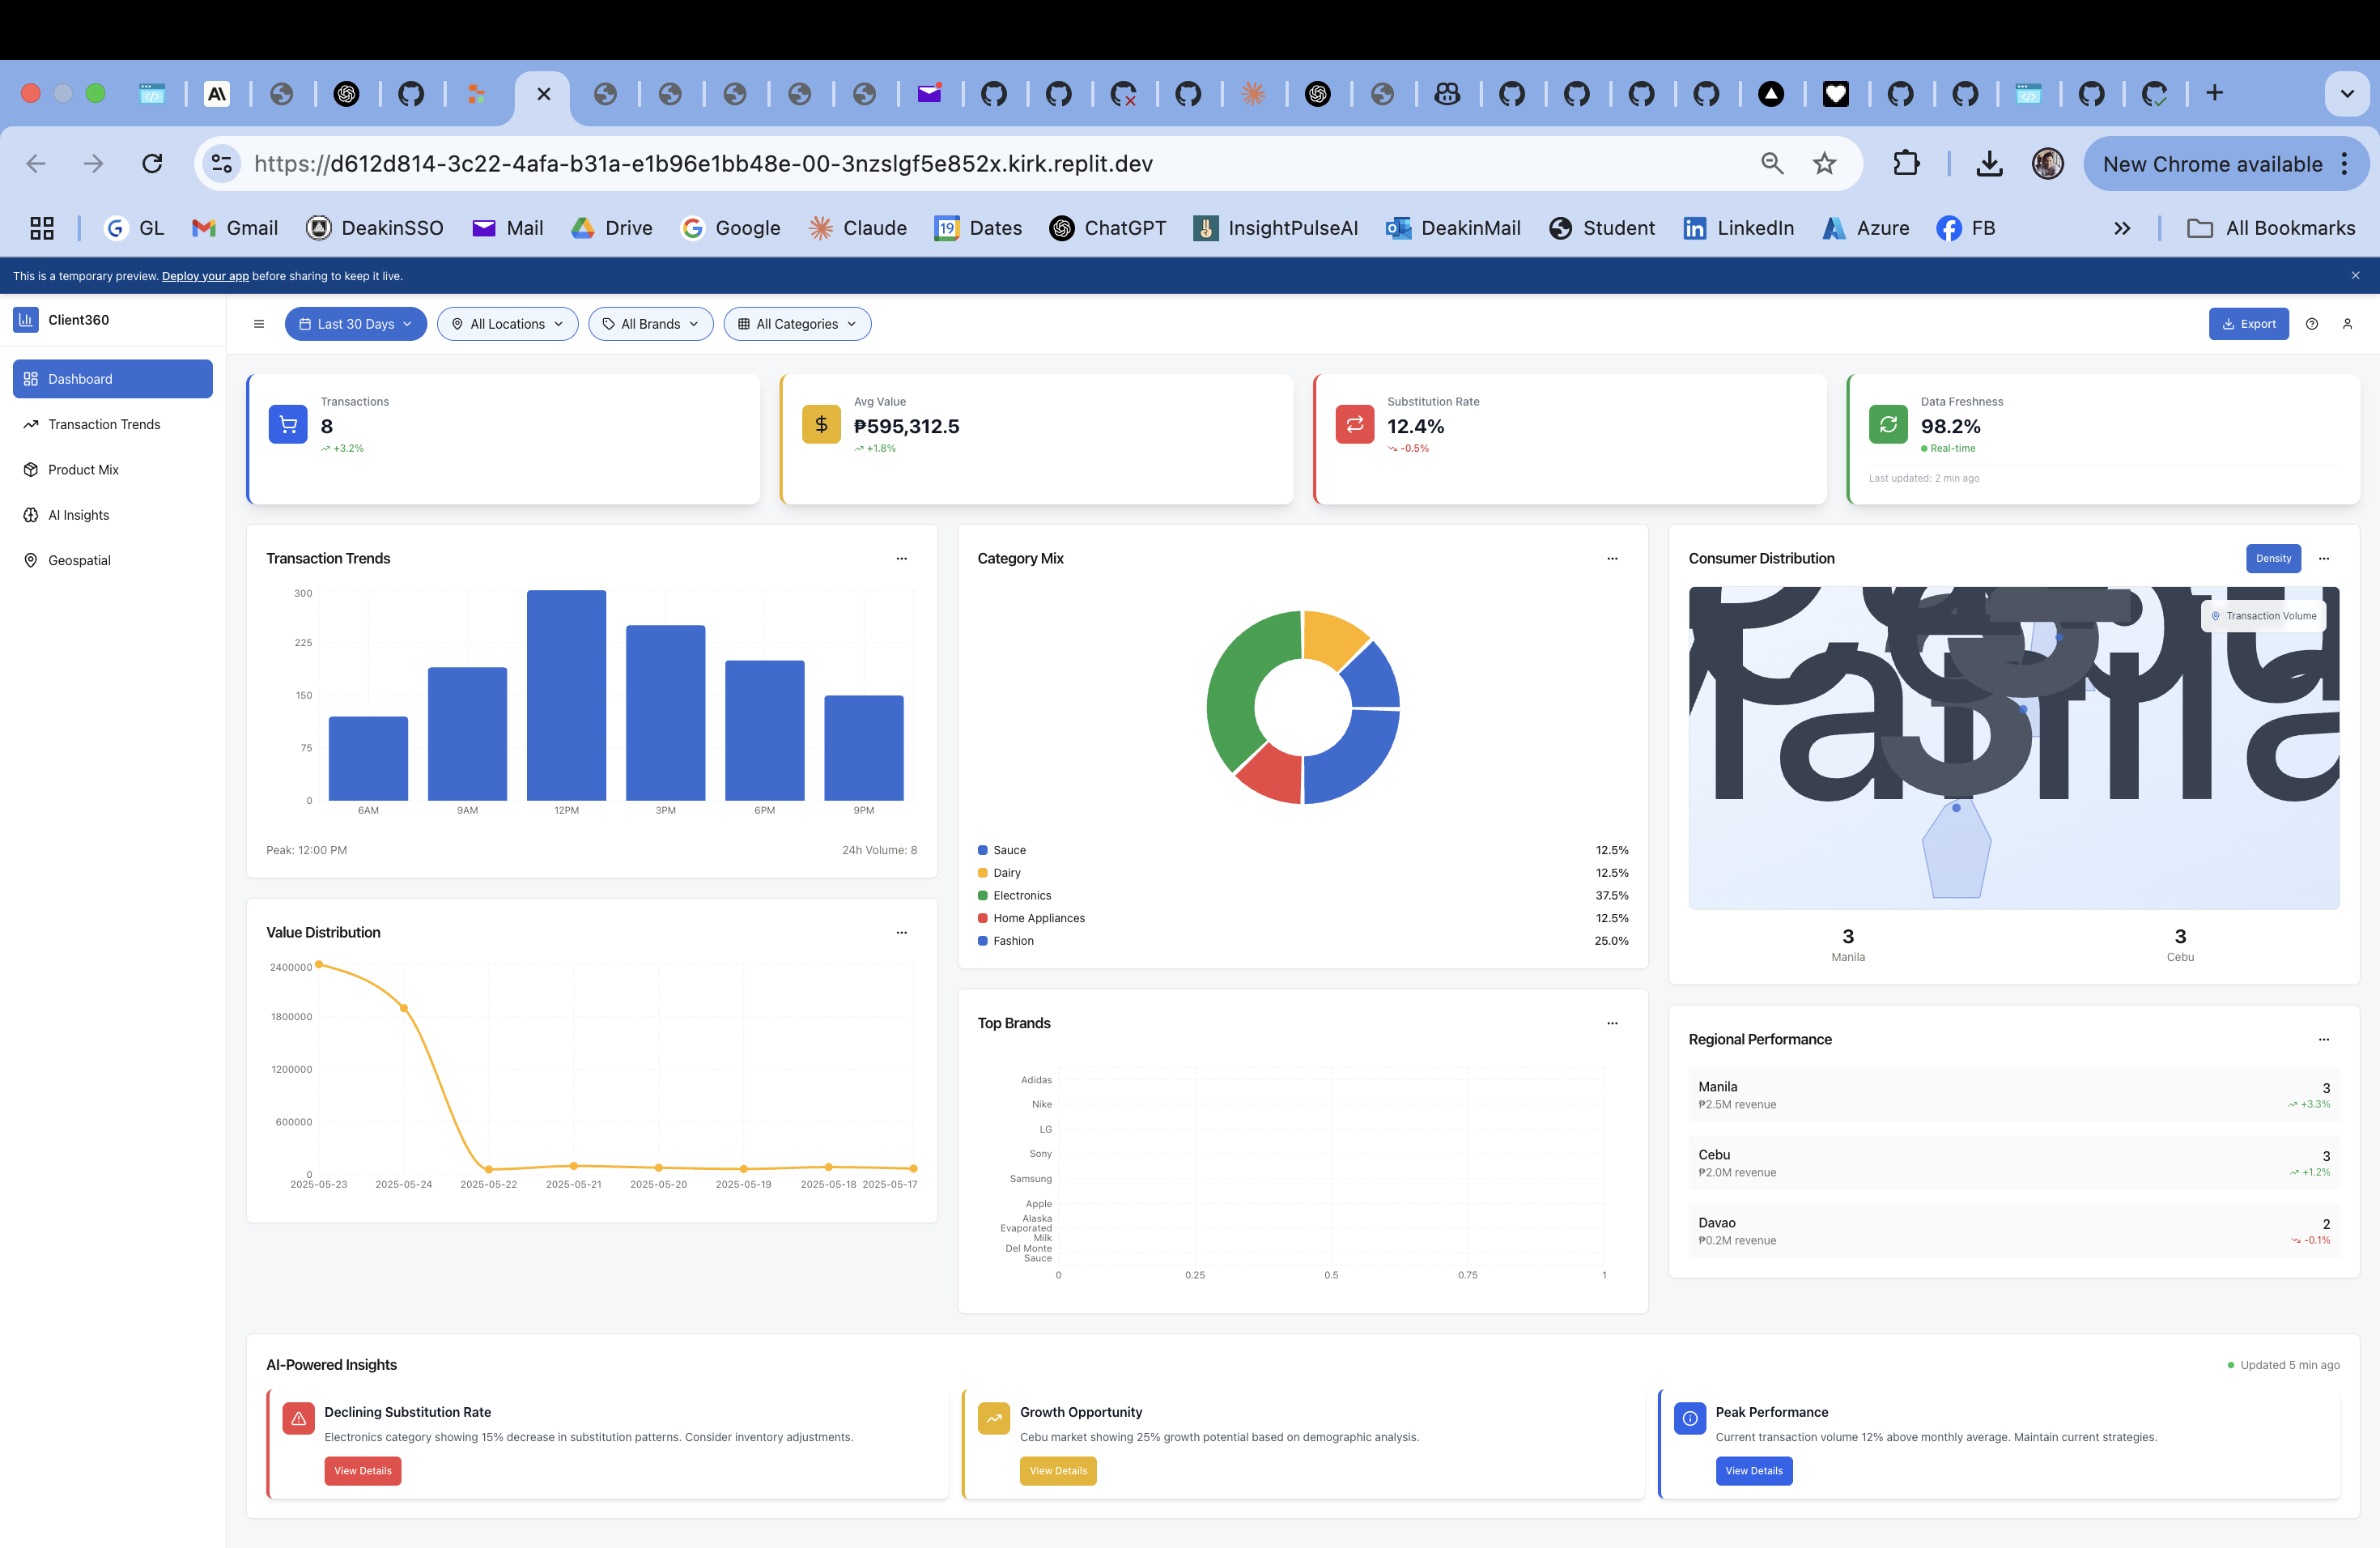 https://d612d814-3c22-4afa-b31a-e1b96e1bb48e-00-3nzslgf5e852x.kirk.replit.dev
New Chrome available
GL
Gmail
DeakinSSO
Mail
Drive
Google
Claude
19
Dates
ChatGPT
InsightPulseAI
DeakinMail
Student
LinkedIn
Azure
FB
All Bookmarks
This is a temporary preview. Deploy your app before sharing to keep it live.
Client360
Last 30 Days
All Locations
All Brands
All Categories
Export
Dashboard
Transaction Trends
Product Mix
AI Insights
Geospatial
Transactions
8
+3.2%
Avg Value
₱595,312.5
+1.8%
Substitution Rate
12.4%
-0.5%
Data Freshness
98.2%
Real-time
Last updated: 2 min ago
Transaction Trends
300
225
150
75
0
6AM
9AM
12PM
3PM
6PM
9PM
Peak: 12:00 PM
24h Volume: 8
Value Distribution
2400000
1800000
1200000
600000
0
2025-05-23
2025-05-24
2025-05-22
2025-05-21
2025-05-20
2025-05-19
2025-05-18
2025-05-17
Category Mix
Sauce 12.5%
Dairy 12.5%
Electronics 37.5%
Home Appliances 12.5%
Fashion 25.0%
Top Brands
Adidas
Nike
LG
Sony
Samsung
Apple
Alaska
Evaporated
Milk
Del Monte
Sauce
0
0.25
0.5
0.75
1
Consumer Distribution
Density
Transaction Volume
3
Manila
3
Cebu
Regional Performance
Manila
3
₱2.5M revenue
+3.3%
Cebu
3
₱2.0M revenue
+1.2%
Davao
2
₱0.2M revenue
-0.1%
AI-Powered Insights
Updated 5 min ago
Declining Substitution Rate
Electronics category showing 15% decrease in substitution patterns. Consider inventory adjustments.
View Details
Growth Opportunity
Cebu market showing 25% growth potential based on demographic analysis.
View Details
Peak Performance
Current transaction volume 12% above monthly average. Maintain current strategies.
View Details